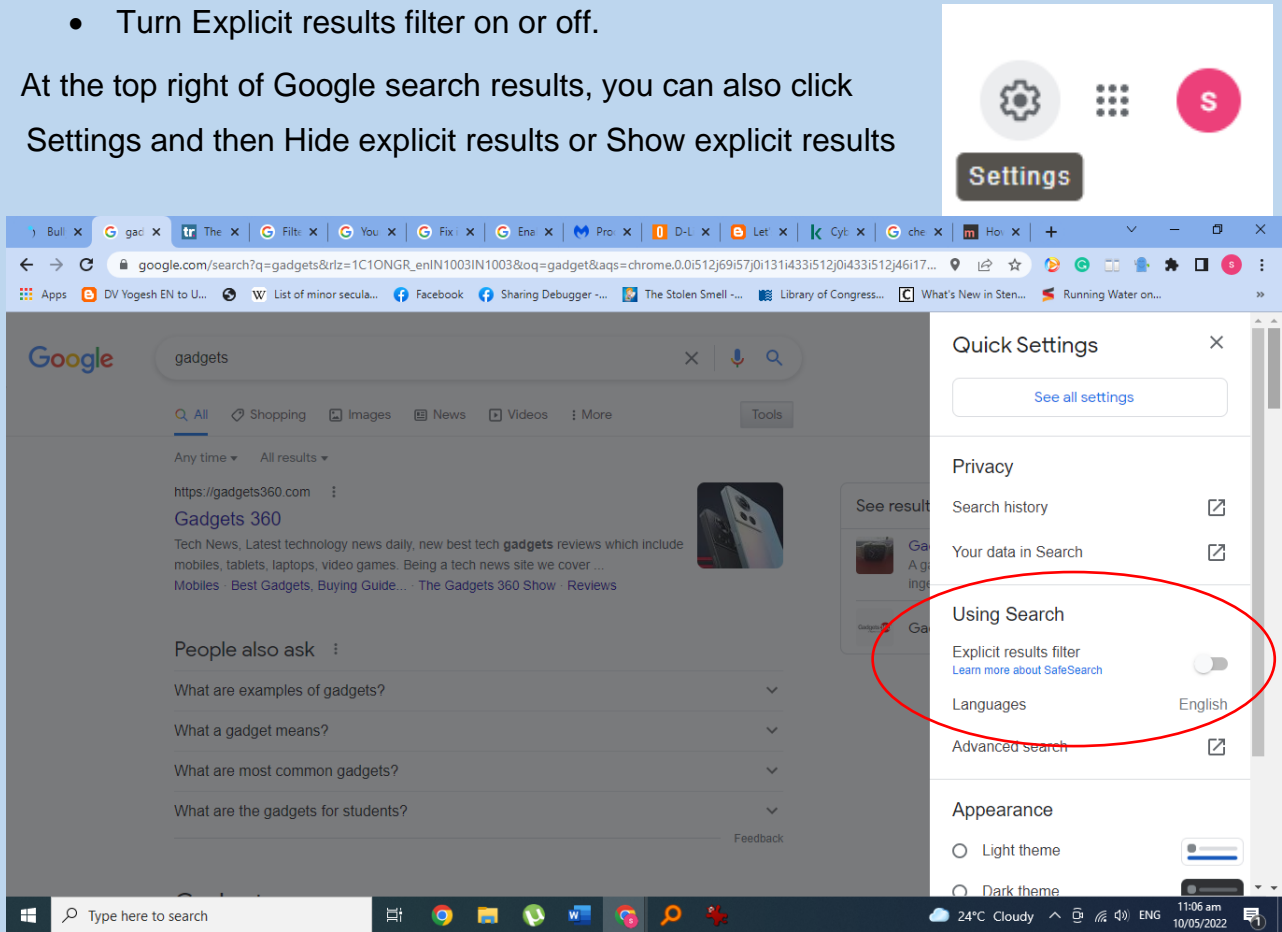 • Turn Explicit results filter on or off.
At the top right of Google search results, you can also click
Settings and then Hide explicit results or Show explicit results
S
Settings
Bull
gad
tr The
Filte
You
Fix i
Ena
Pro
D-L
Let'
Cyb
che
m Hov
google.com/search?q=gadgets&rlz=1C1ONGR_enIN1003IN1003&oq=gadget&aqs=chrome.0.0i512j69i57j0i131i433i512j0i433i512j46i17...
Apps DV Yogesh EN to U... List of minor secula... Facebook Sharing Debugger -... The Stolen Smell -... Library of Congress... What's New in Sten... Running Water on... »
Google
gadgets
All Shopping Images News Videos More Tools
Any time All results
https://gadgets360.com
Gadgets 360
Tech News, Latest technology news daily, new best tech gadgets reviews which include
mobiles, tablets, laptops, video games. Being a tech news site we cover ...
Mobiles · Best Gadgets, Buying Guide... · The Gadgets 360 Show · Reviews
People also ask
What are examples of gadgets?
What a gadget means?
What are most common gadgets?
What are the gadgets for students?
Feedback
See result
Ga
A ga
inge
Ga
Quick Settings
See all settings
Privacy
Search history
Your data in Search
Using Search
Explicit results filter
Learn more about SafeSearch
Languages English
Advanced search
Appearance
Light theme
Dark theme
Type here to search
24°C Cloudy ENG
11:06 am
10/05/2022